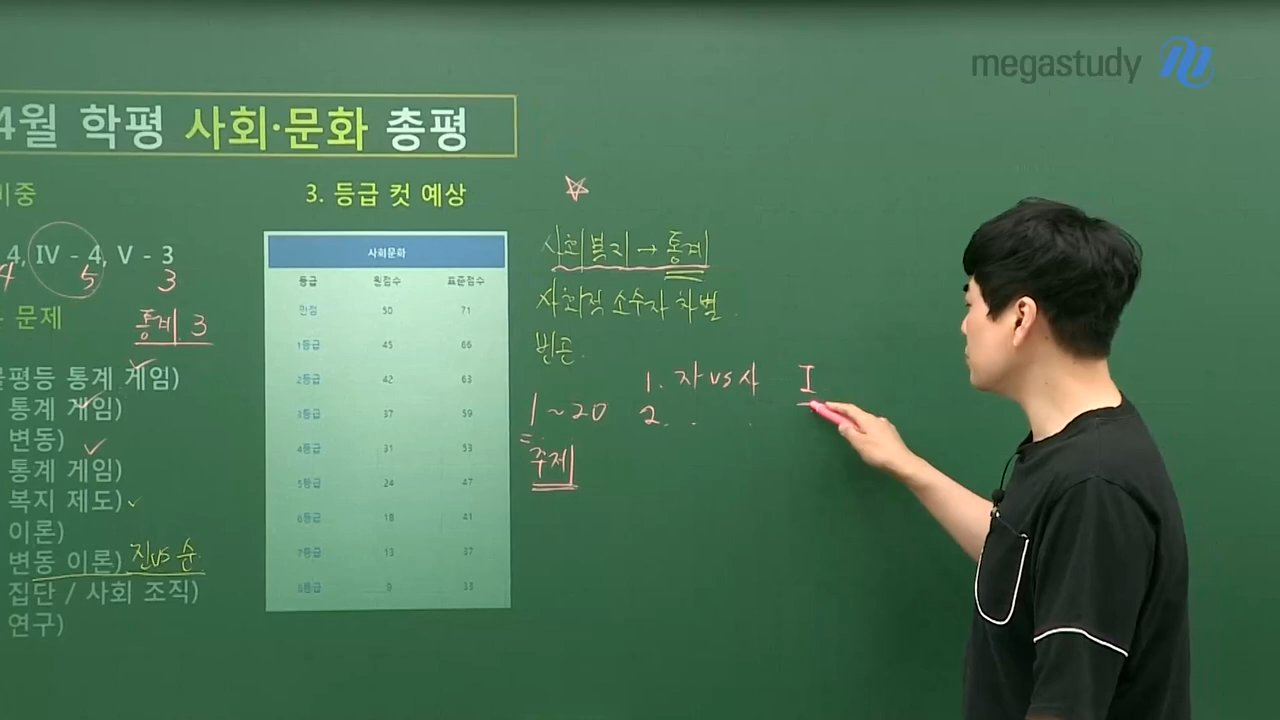 megastudy
4월 학평 사회·문화 총평
비중
4, IV - 4, V - 3
4 5 3
문제
통계 3
불평등 통계 게임)
통계 게임)
변동)
통계 게임)
복지 제도)
이론)
변동 이론) 진vs순
집단 / 사회 조직)
연구)
3. 등급 컷 예상
사회문화
등급 원점수 표준점수
만점 50 71
1등급 45 66
2등급 42 63
3등급 37 59
4등급 31 53
5등급 24 47
6등급 18 41
7등급 13 37
8등급 9 33
사회복지 → 통계
사회적 소수자 차별
빈곤
1. 자vs사 I
1~20 2.
주제